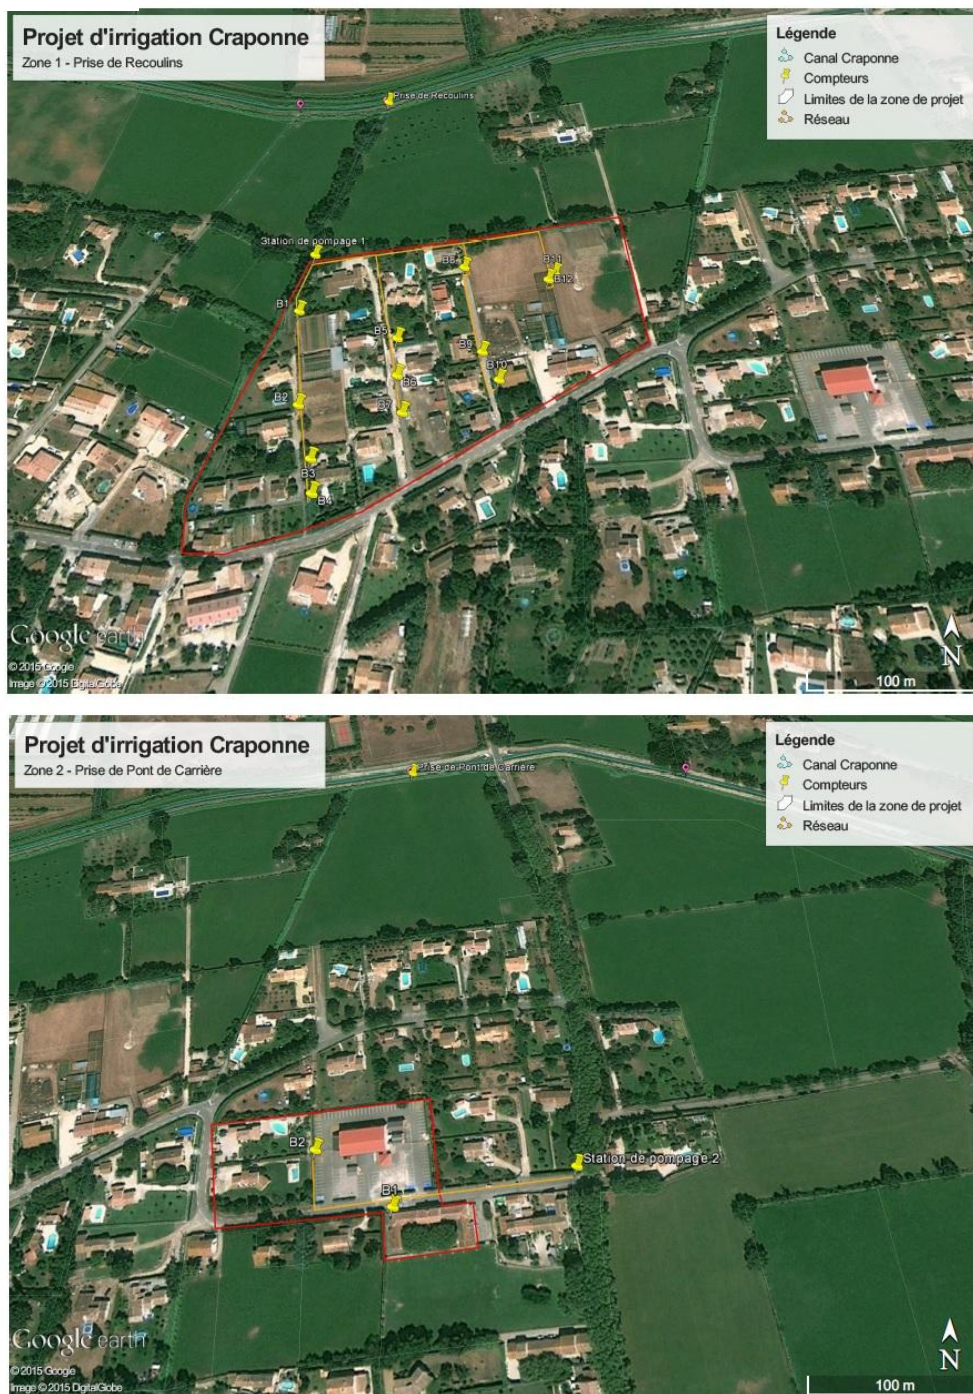 Projet d'irrigation Craponne
Zone 1 - Prise de Recoulins
Légende
Canal Craponne
Compteurs
Limites de la zone de projet
Réseau
Prise de Recoulins
Station de pompage 1
B8
B11
B12
B1
B5
B9
B6
B10
B2
B7
B3
B4
Google earth
© 2015 Google
Image © 2015 DigitalGlobe
N
100 m
Projet d'irrigation Craponne
Zone 2 - Prise de Pont de Carrière
Légende
Canal Craponne
Compteurs
Limites de la zone de projet
Réseau
Prise de Pont de Carrière
B2
Station de pompage 2
B1
Google earth
© 2015 Google
Image © 2015 DigitalGlobe
N
100 m